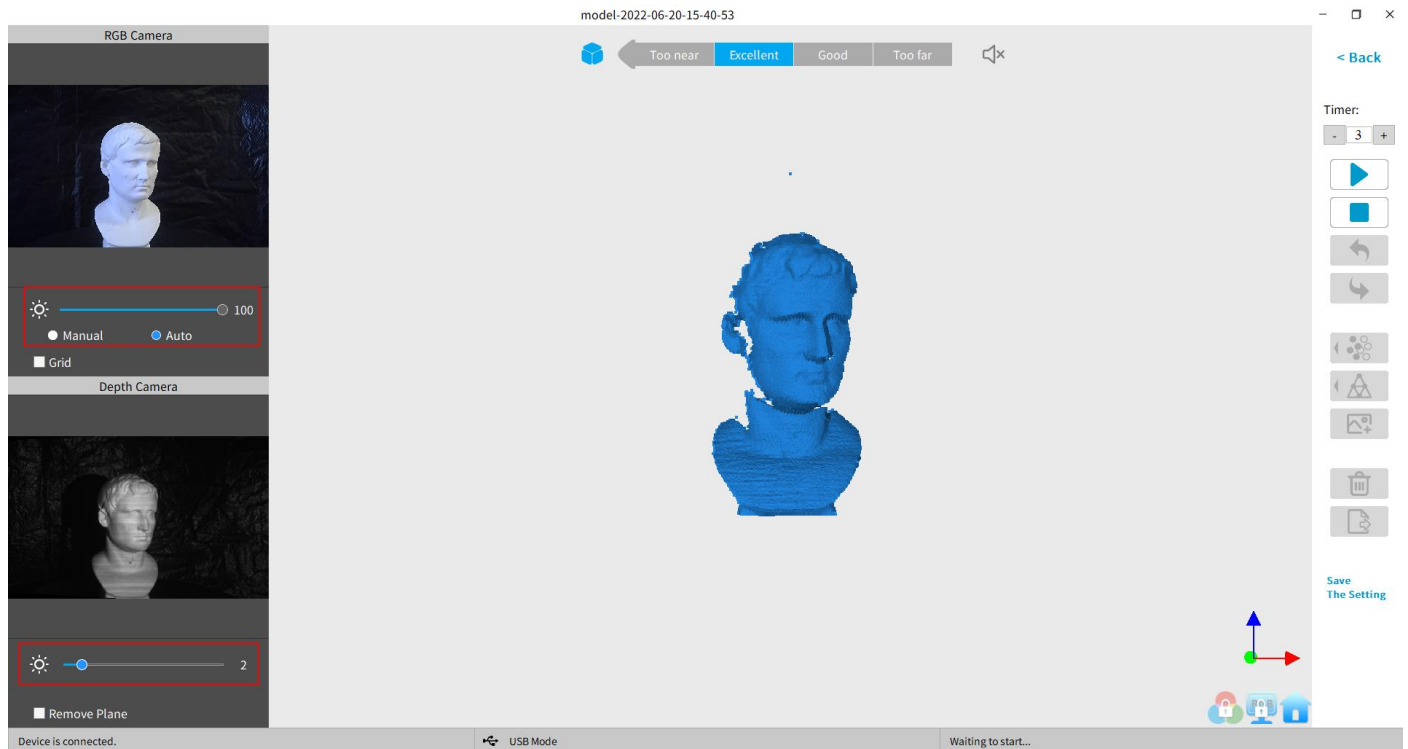 model-2022-06-20-15-40-53
RGB Camera
100
Manual
Auto
Grid
Depth Camera
2
Remove Plane
Too near
Excellent
Good
Too far
< Back
Timer:
- 3 +
Save
The Setting
RGB
Device is connected.
USB Mode
Waiting to start...